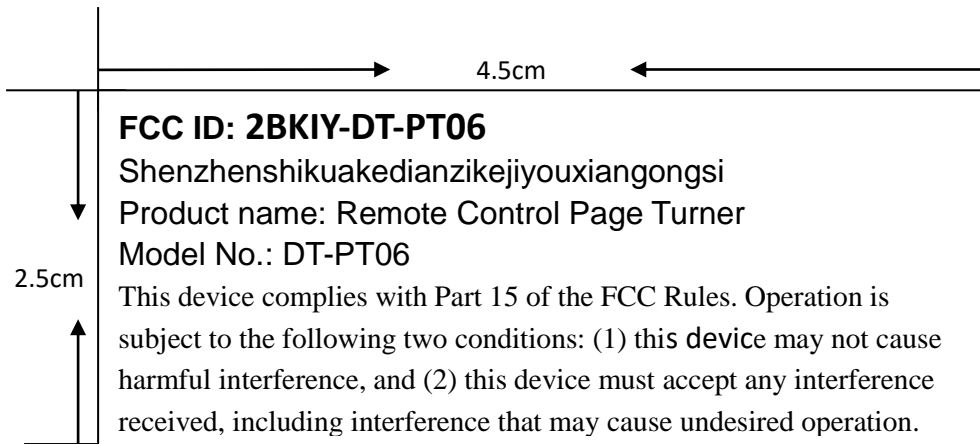 4.5cm
FCC ID: 2BKIY-DT-PT06
Shenzhenshikuakedianzikejiyouxiangongsi
Product name: Remote Control Page Turner
Model No.: DT-PT06
2.5cm
This device complies with Part 15 of the FCC Rules. Operation is
subject to the following two conditions: (1) this device may not cause
harmful interference, and (2) this device must accept any interference
received, including interference that may cause undesired operation.